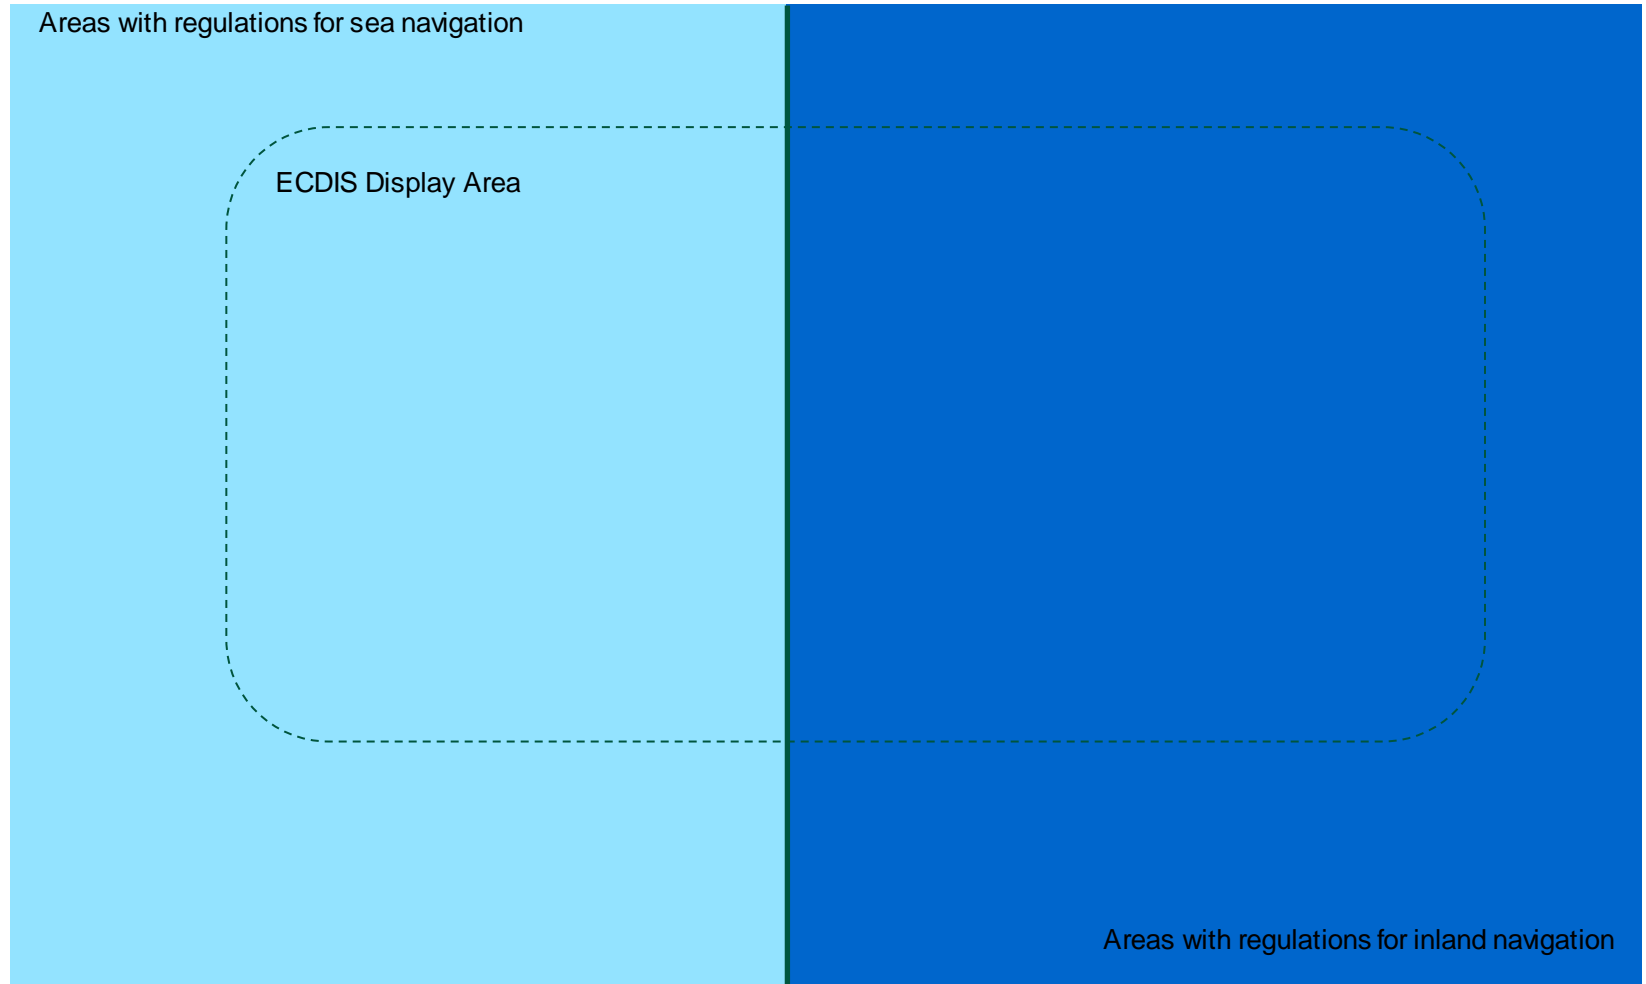 Areas with regulations for sea navigation
ECDIS Display Area
Areas with regulations for inland navigation